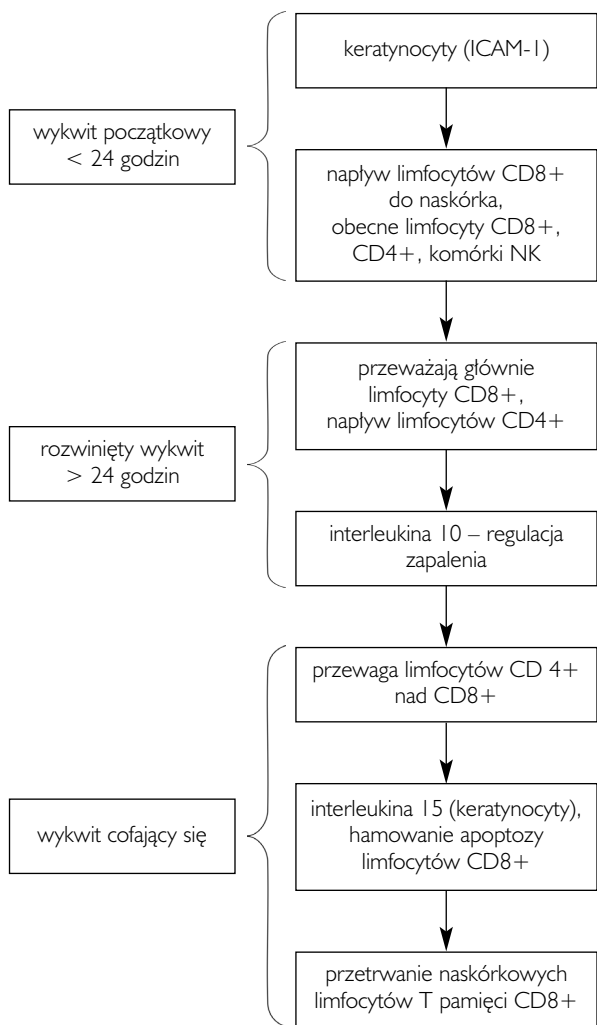 keratynocyty (ICAM-1)
wykwit początkowy
< 24 godzin
napływ limfocytów CD8+
do naskórka,
obecne limfocyty CD8+,
CD4+, komórki NK
przeważają głównie
limfocyty CD8+,
napływ limfocytów CD4+
rozwinięty wykwit
> 24 godzin
interleukina 10 – regulacja
zapalenia
przewaga limfocytów CD 4+
nad CD8+
wykwit cofający się
interleukina 15 (keratynocyty),
hamowanie apoptozy
limfocytów CD8+
przetrwanie naskórkowych
limfocytów T pamięci CD8+